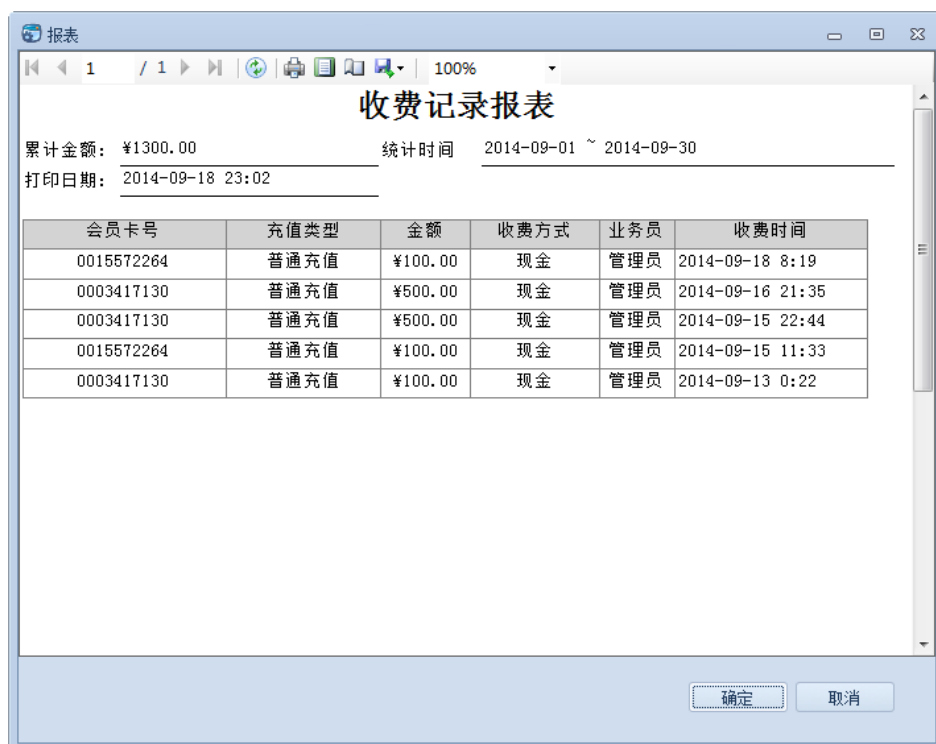 报表
1 / 1 100%
收费记录报表
累计金额: ¥1300.00 统计时间 2014-09-01 ~ 2014-09-30
打印日期: 2014-09-18 23:02
会员卡号 充值类型 金额 收费方式 业务员 收费时间
0015572264 普通充值 ¥100.00 现金 管理员 2014-09-18 8:19
0003417130 普通充值 ¥500.00 现金 管理员 2014-09-16 21:35
0003417130 普通充值 ¥500.00 现金 管理员 2014-09-15 22:44
0015572264 普通充值 ¥100.00 现金 管理员 2014-09-15 11:33
0003417130 普通充值 ¥100.00 现金 管理员 2014-09-13 0:22
确定 取消